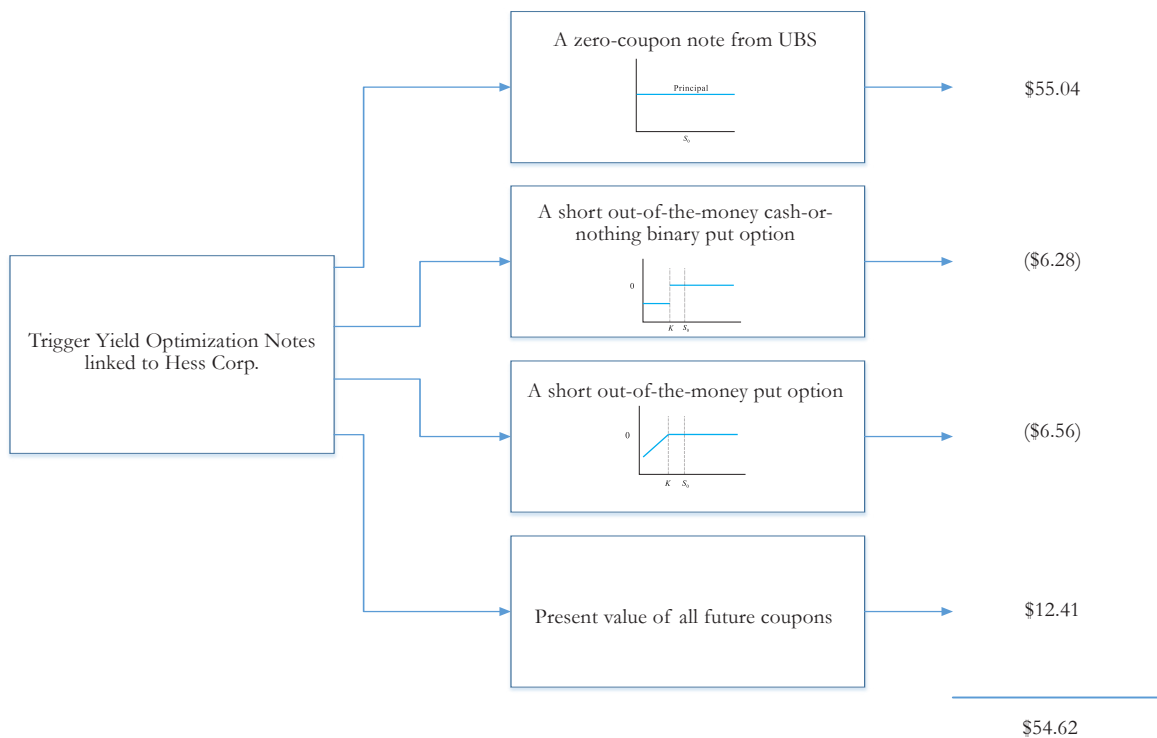 A zero-coupon note from UBS
Principal
S0
$55.04
A short out-of-the-money cash-or-
nothing binary put option
0
K S0
($6.28)
Trigger Yield Optimization Notes
linked to Hess Corp.
A short out-of-the-money put option
0
K S0
($6.56)
Present value of all future coupons
$12.41
$54.62